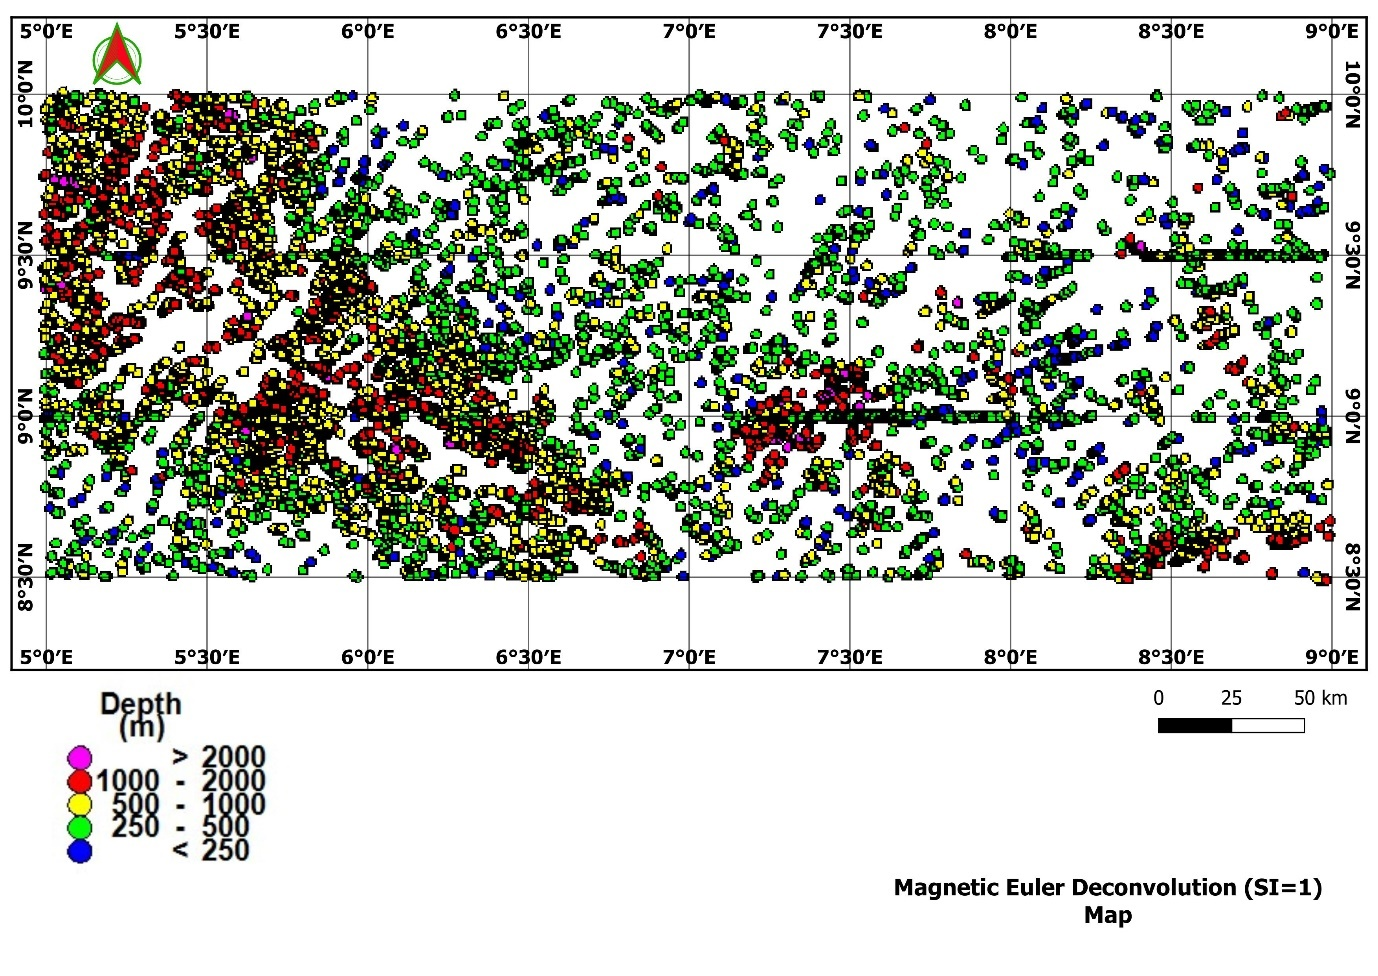 5°0′E 5°30′E 6°0′E 6°30′E 7°0′E 7°30′E 8°0′E 8°30′E 9°0′E
10°0′N 10°0′N
9°30′N 9°30′N
9°0′N 9°0′N
8°30′N 8°30′N
5°0′E 5°30′E 6°0′E 6°30′E 7°0′E 7°30′E 8°0′E 8°30′E 9°0′E
0 25 50 km
Depth
(m)
> 2000
1000 - 2000
500 - 1000
250 - 500
< 250
Magnetic Euler Deconvolution (SI=1)
Map